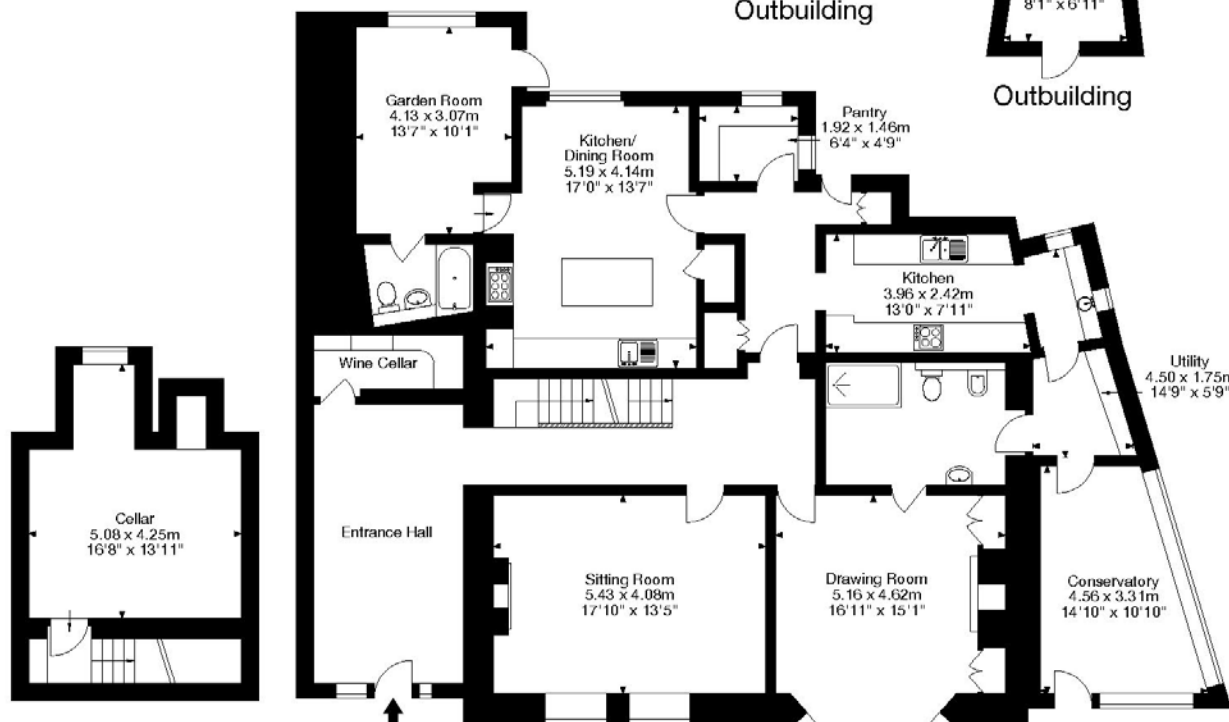 Outbuilding
8'1" x 6'11"
Outbuilding
Garden Room
4.13 x 3.07m
13'7" x 10'1"
Kitchen/
Dining Room
5.19 x 4.14m
17'0" x 13'7"
Pantry
1.92 x 1.46m
6'4" x 4'9"
Kitchen
3.96 x 2.42m
13'0" x 7'11"
Wine Cellar
Utility
4.50 x 1.75m
14'9" x 5'9"
Cellar
5.08 x 4.25m
16'8" x 13'11"
Entrance Hall
Sitting Room
5.43 x 4.08m
17'10" x 13'5"
Drawing Room
5.16 x 4.62m
16'11" x 15'1"
Conservatory
4.56 x 3.31m
14'10" x 10'10"